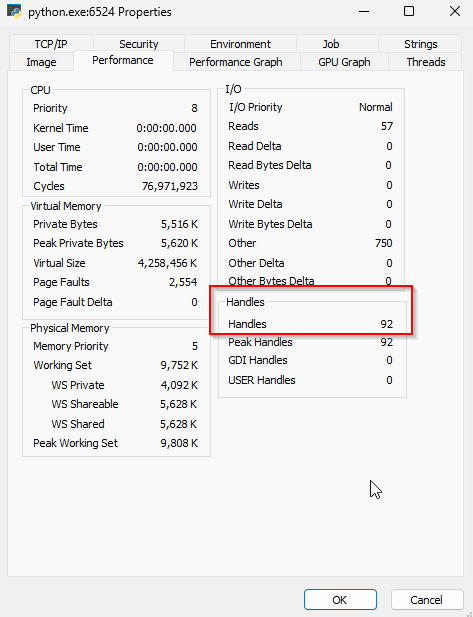 python.exe:6524 Properties
TCP/IP Security Environment Job Strings
Image Performance Performance Graph GPU Graph Threads
CPU
Priority 8
Kernel Time 0:00:00.000
User Time 0:00:00.000
Total Time 0:00:00.000
Cycles 76,971,923
Virtual Memory
Private Bytes 5,516 K
Peak Private Bytes 5,620 K
Virtual Size 4,258,456 K
Page Faults 2,554
Page Fault Delta 0
Physical Memory
Memory Priority 5
Working Set 9,752 K
WS Private 4,092 K
WS Shareable 5,628 K
WS Shared 5,628 K
Peak Working Set 9,808 K
I/O
I/O Priority Normal
Reads 57
Read Delta 0
Read Bytes Delta 0
Writes 0
Write Delta 0
Write Bytes Delta 0
Other 750
Other Delta 0
Other Bytes Delta 0
Handles
Handles 92
Peak Handles 92
GDI Handles 0
USER Handles 0
OK Cancel